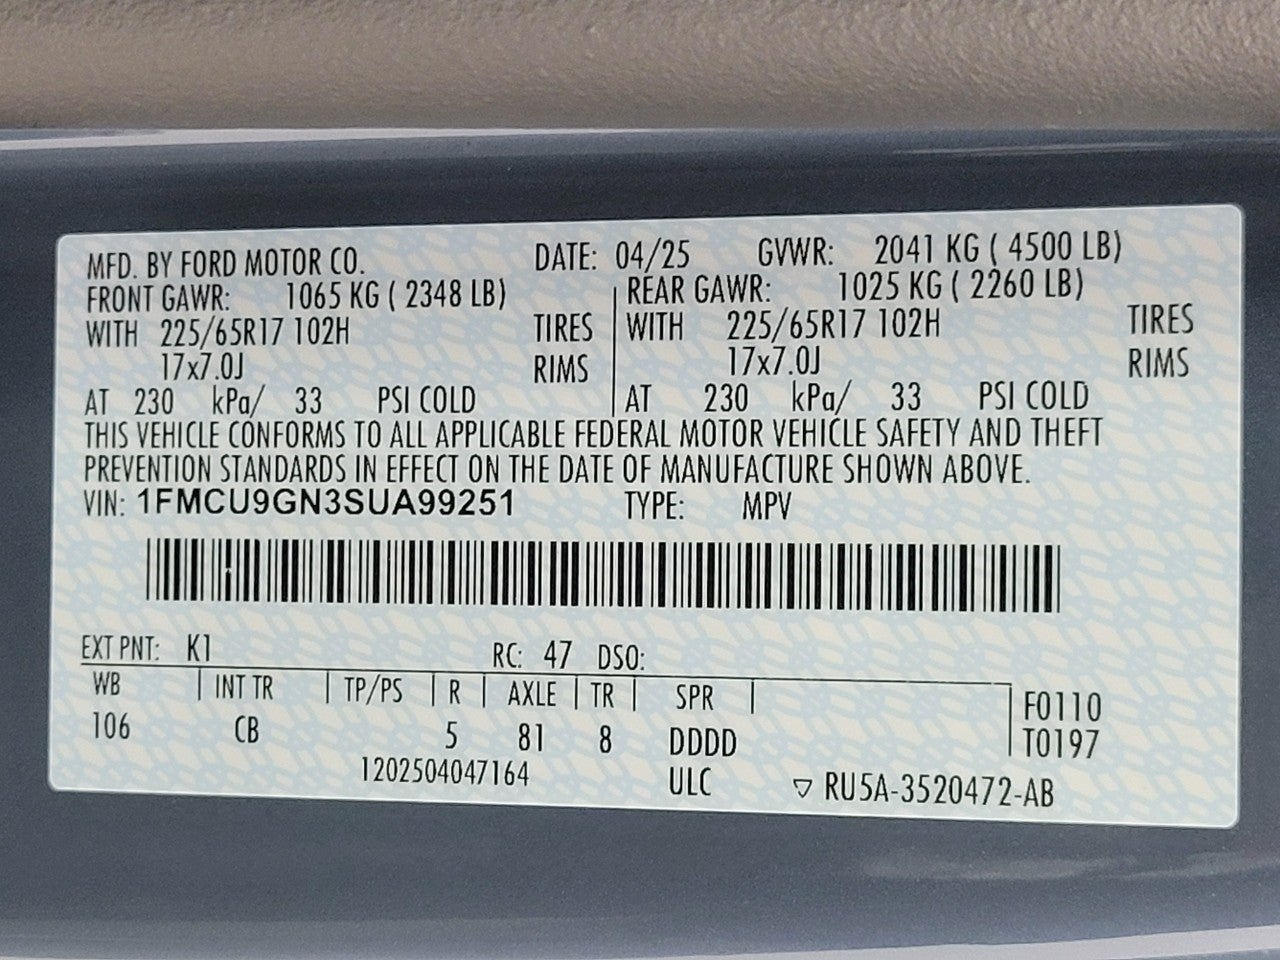 MFD. BY FORD MOTOR CO. DATE: 04/25 GVWR: 2041 KG ( 4500 LB)
FRONT GAWR: 1065 KG ( 2348 LB) REAR GAWR: 1025 KG ( 2260 LB)
WITH 225/65R17 102H TIRES WITH 225/65R17 102H TIRES
17x7.0J RIMS 17x7.0J RIMS
AT 230 kPa/ 33 PSI COLD AT 230 kPa/ 33 PSI COLD
THIS VEHICLE CONFORMS TO ALL APPLICABLE FEDERAL MOTOR VEHICLE SAFETY AND THEFT
PREVENTION STANDARDS IN EFFECT ON THE DATE OF MANUFACTURE SHOWN ABOVE.
VIN: 1FMCU9GN3SUA99251 TYPE: MPV
EXT PNT: K1 RC: 47 DSO:
WB INT TR TP/PS R AXLE TR SPR F0110
106 CB 5 81 8 DDDD T0197
1202504047164 ULC ▽ RU5A-3520472-AB